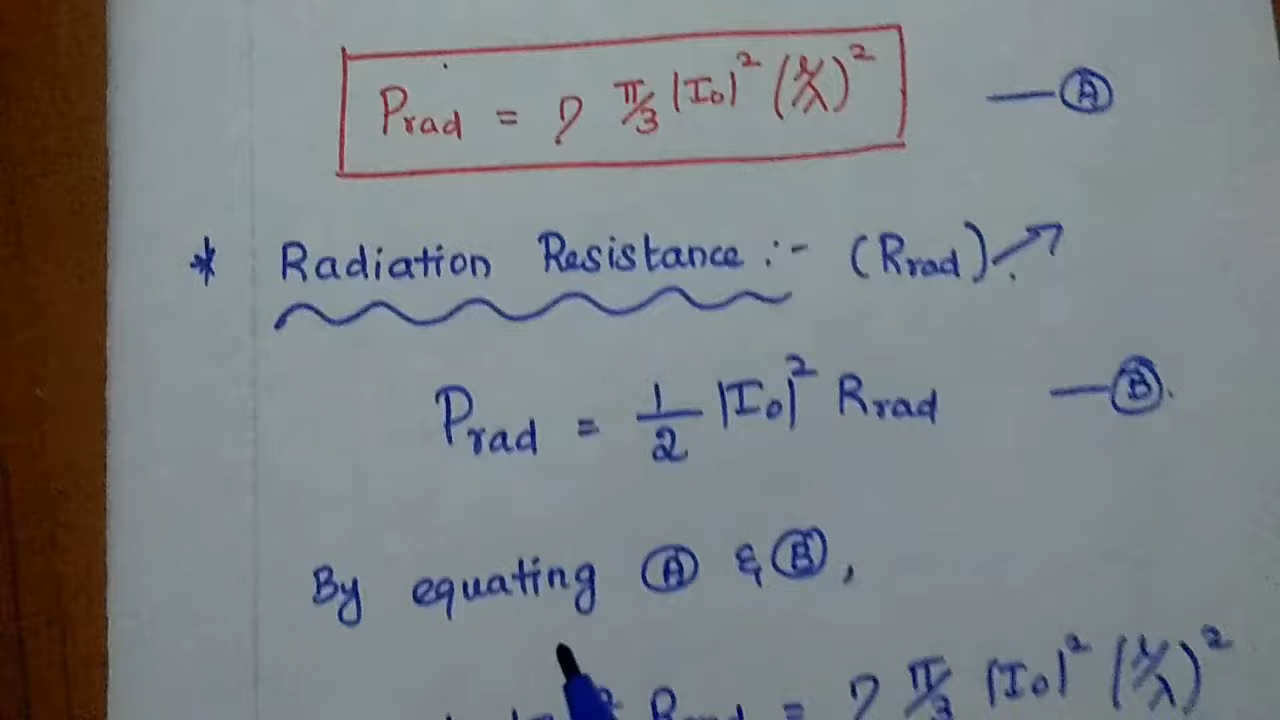 Prad = η π/3 |I0|² (l/λ)² — Ⓐ
* Radiation Resistance :- (Rrad) ↗
Prad = 1/2 |I0|² Rrad — Ⓑ.
By equating Ⓐ & Ⓑ,
Rrad = η π/3 |I0|² (l/λ)²